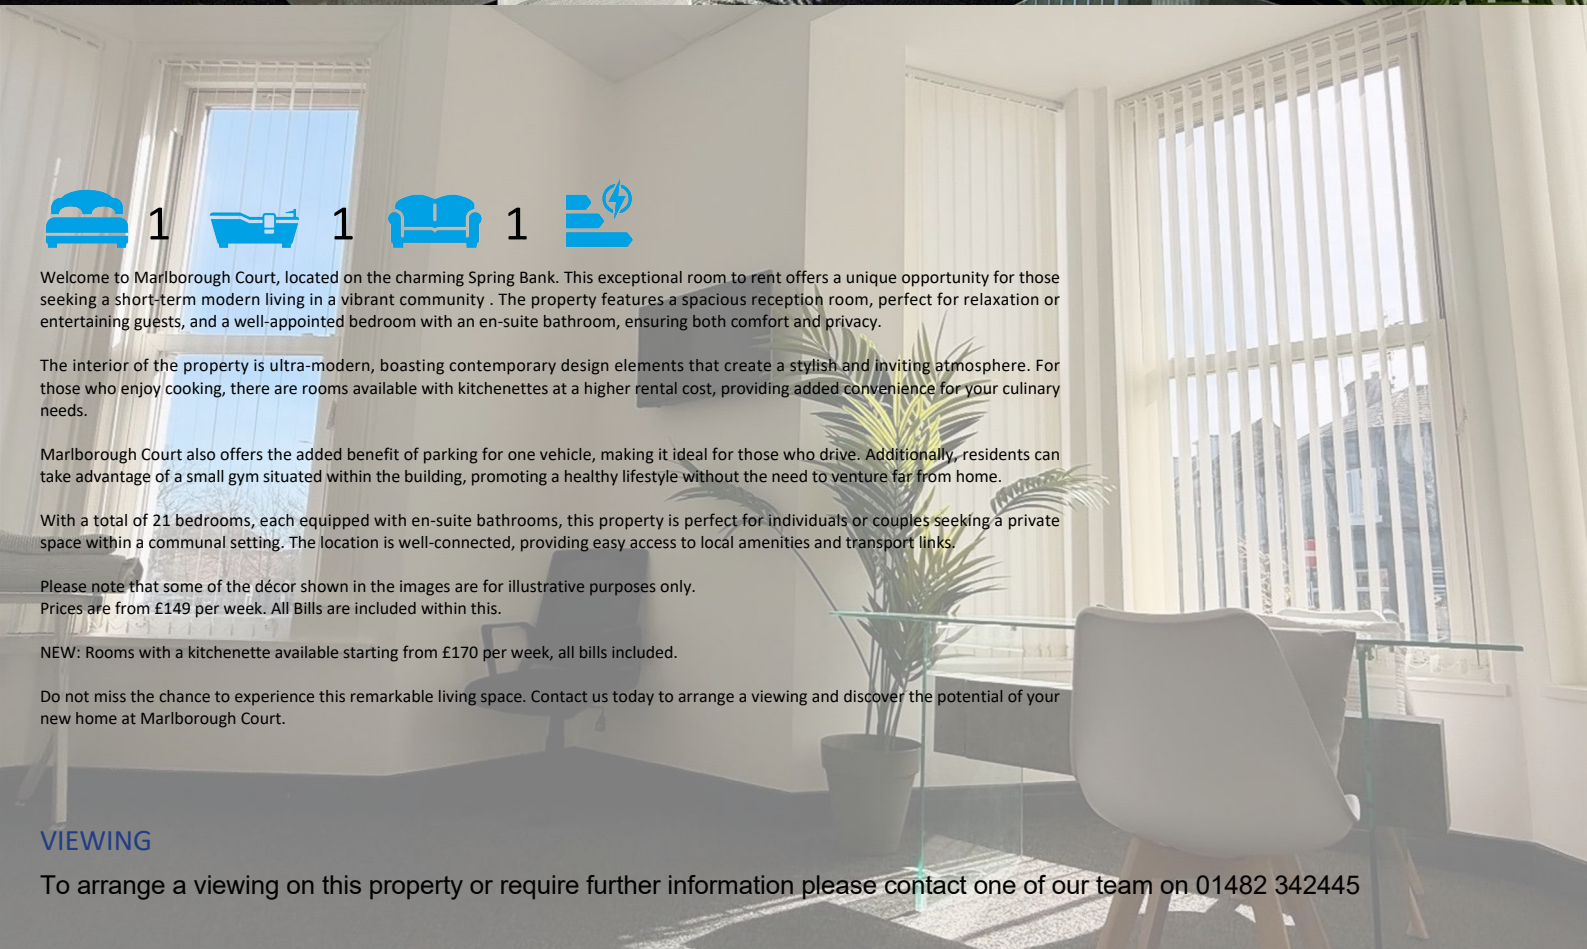 1 1 1
Welcome to Marlborough Court, located on the charming Spring Bank. This exceptional room to rent offers a unique opportunity for those
seeking a short-term modern living in a vibrant community . The property features a spacious reception room, perfect for relaxation or
entertaining guests, and a well-appointed bedroom with an en-suite bathroom, ensuring both comfort and privacy.
The interior of the property is ultra-modern, boasting contemporary design elements that create a stylish and inviting atmosphere. For
those who enjoy cooking, there are rooms available with kitchenettes at a higher rental cost, providing added convenience for your culinary
needs.
Marlborough Court also offers the added benefit of parking for one vehicle, making it ideal for those who drive. Additionally, residents can
take advantage of a small gym situated within the building, promoting a healthy lifestyle without the need to venture far from home.
With a total of 21 bedrooms, each equipped with en-suite bathrooms, this property is perfect for individuals or couples seeking a private
space within a communal setting. The location is well-connected, providing easy access to local amenities and transport links.
Please note that some of the décor shown in the images are for illustrative purposes only.
Prices are from £149 per week. All Bills are included within this.
NEW: Rooms with a kitchenette available starting from £170 per week, all bills included.
Do not miss the chance to experience this remarkable living space. Contact us today to arrange a viewing and discover the potential of your
new home at Marlborough Court.
VIEWING
To arrange a viewing on this property or require further information please contact one of our team on 01482 342445